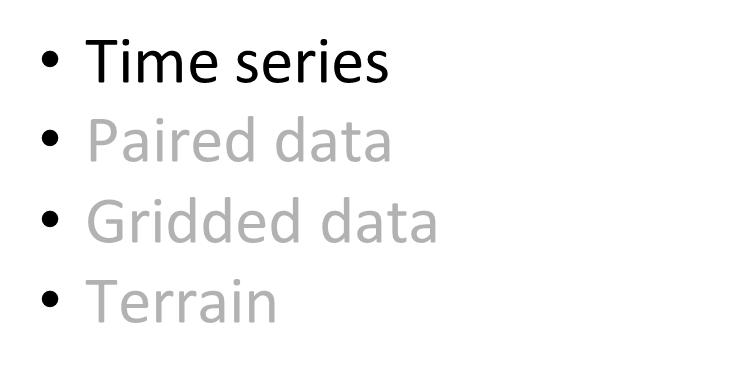 • Time series
• Paired data
• Gridded data
• Terrain